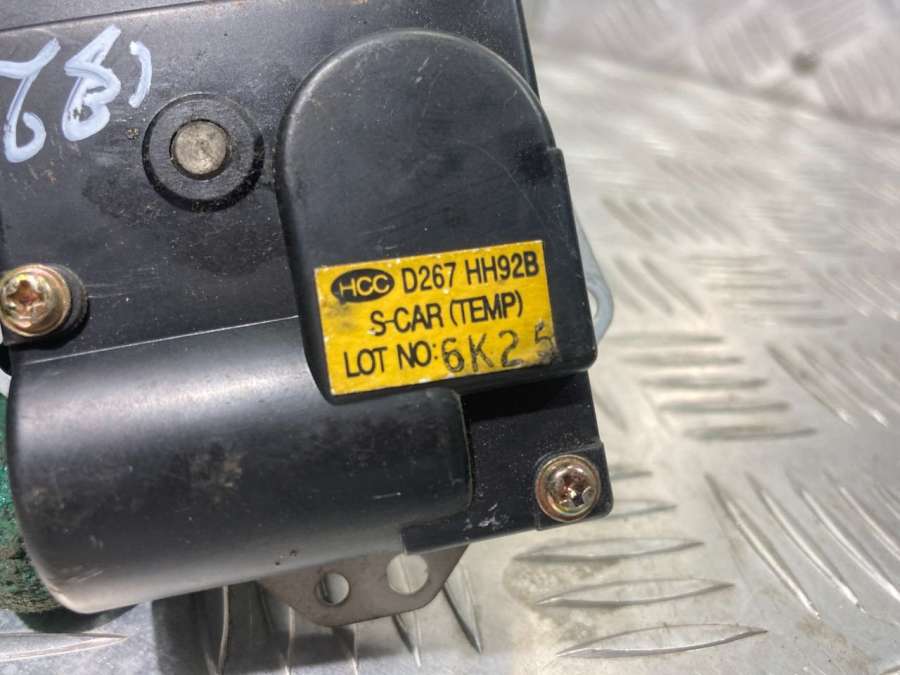 HCC D267 HH92B
S-CAR (TEMP)
LOT NO: 6K25